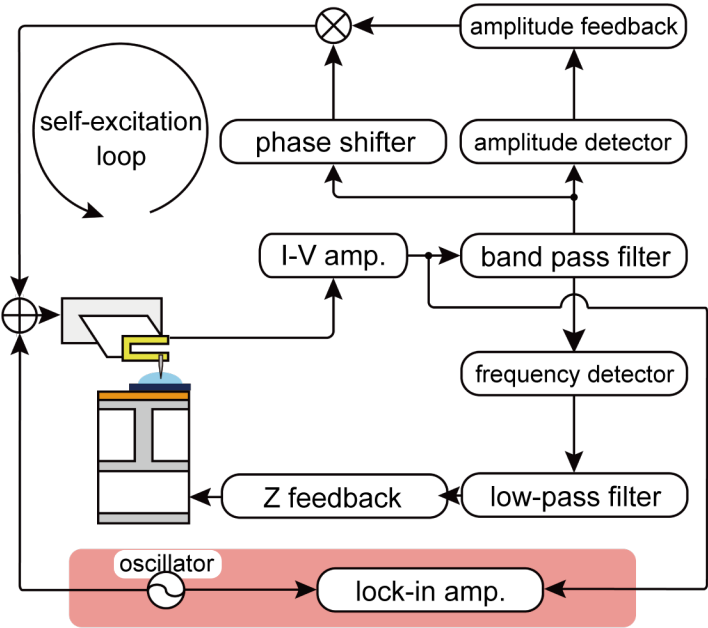 amplitude feedback
self-excitation
loop
phase shifter
amplitude detector
I-V amp.
band pass filter
frequency detector
Z feedback
low-pass filter
oscillator
lock-in amp.